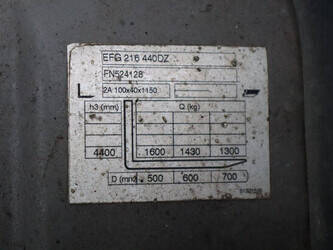 EFG 216 440DZ
FN524128
2A 100x40x1150
h3 (mm) Q (kg)
4400 1600 1430 1300
D (mm) 500 600 700